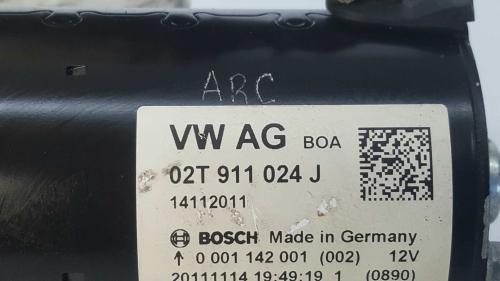 ARC
VW AG BOA
02T 911 024 J
14112011
BOSCH Made in Germany
0 001 142 001 (002) 12V
20111114 19:49:19 1 (0890)